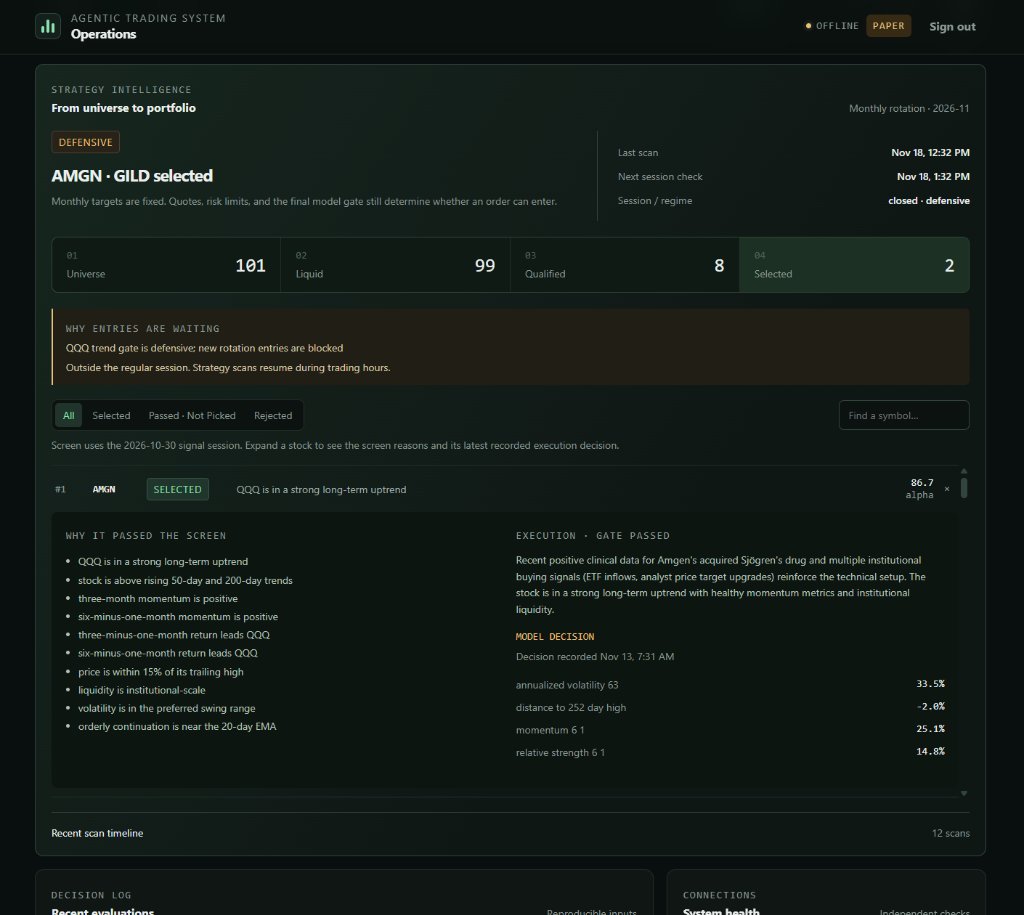 AGENTIC TRADING SYSTEM
Operations
OFFLINE PAPER Sign out
STRATEGY INTELLIGENCE
From universe to portfolio
Monthly rotation · 2026-11
DEFENSIVE
AMGN · GILD selected
Monthly targets are fixed. Quotes, risk limits, and the final model gate still determine whether an order can enter.
Last scan Nov 18, 12:32 PM
Next session check Nov 18, 1:32 PM
Session / regime closed · defensive
01
Universe 101
02
Liquid 99
03
Qualified 8
04
Selected 2
WHY ENTRIES ARE WAITING
QQQ trend gate is defensive; new rotation entries are blocked
Outside the regular session. Strategy scans resume during trading hours.
All Selected Passed · Not Picked Rejected
Find a symbol...
Screen uses the 2026-10-30 signal session. Expand a stock to see the screen reasons and its latest recorded execution decision.
#1 AMGN SELECTED QQQ is in a strong long-term uptrend
86.7
alpha ×
WHY IT PASSED THE SCREEN
• QQQ is in a strong long-term uptrend
• stock is above rising 50-day and 200-day trends
• three-month momentum is positive
• six-minus-one-month momentum is positive
• three-minus-one-month return leads QQQ
• six-minus-one-month return leads QQQ
• price is within 15% of its trailing high
• liquidity is institutional-scale
• volatility is in the preferred swing range
• orderly continuation is near the 20-day EMA
EXECUTION · GATE PASSED
Recent positive clinical data for Amgen's acquired Sjögren's drug and multiple institutional
buying signals (ETF inflows, analyst price target upgrades) reinforce the technical setup. The
stock is in a strong long-term uptrend with healthy momentum metrics and institutional
liquidity.
MODEL DECISION
Decision recorded Nov 13, 7:31 AM
annualized volatility 63 33.5%
distance to 252 day high -2.0%
momentum 6 1 25.1%
relative strength 6 1 14.8%
Recent scan timeline 12 scans
DECISION LOG
Recent evaluations Reproducible inputs
CONNECTIONS
System health Independent checks